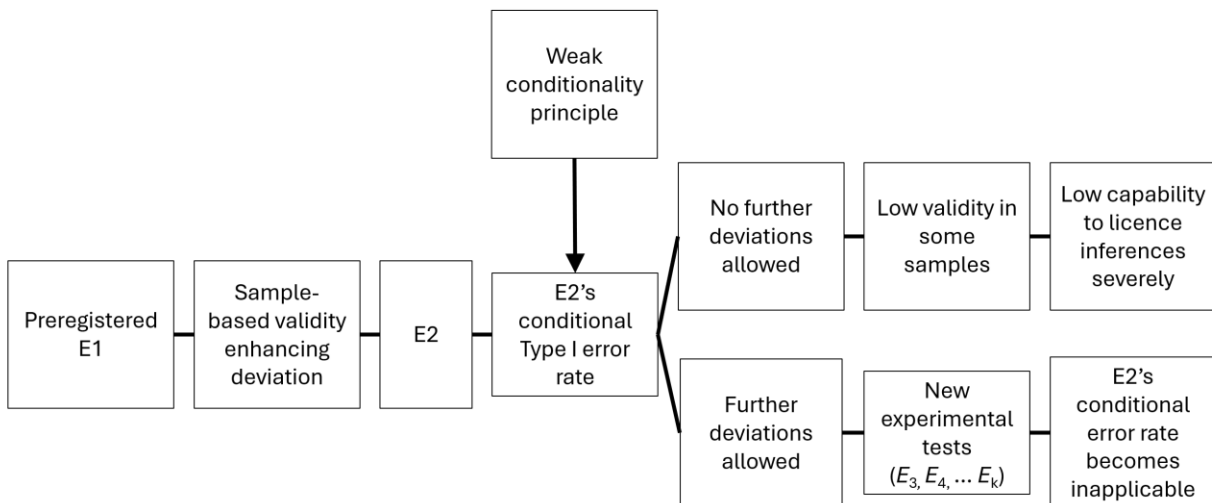 Weak
conditionality
principle
Preregistered
E1
Sample-
based validity
enhancing
deviation
E2
E2's
conditional
Type I error
rate
No further
deviations
allowed
Low validity in
some
samples
Low capability
to licence
inferences
severely
Further
deviations
allowed
New
experimental
tests
(E3, E4, ... Ek)
E2's
conditional
error rate
becomes
inapplicable